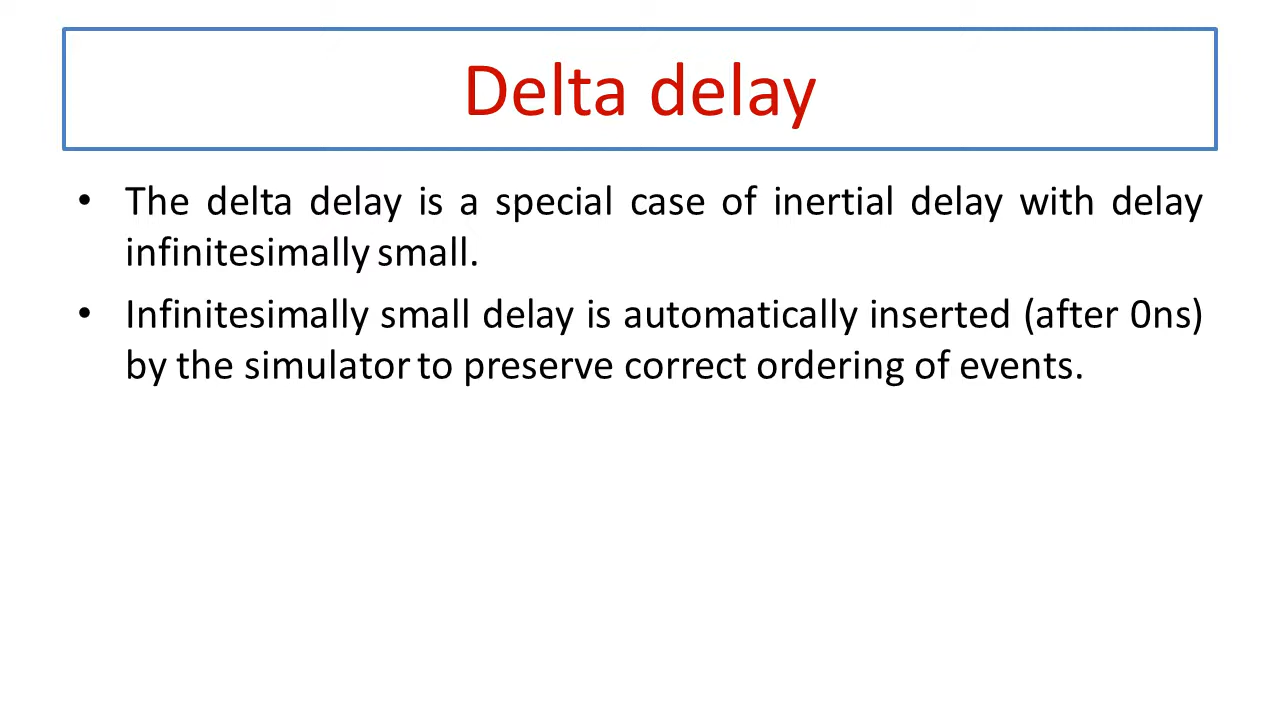 Delta delay
• The delta delay is a special case of inertial delay with delay
infinitesimally small.
• Infinitesimally small delay is automatically inserted (after 0ns)
by the simulator to preserve correct ordering of events.